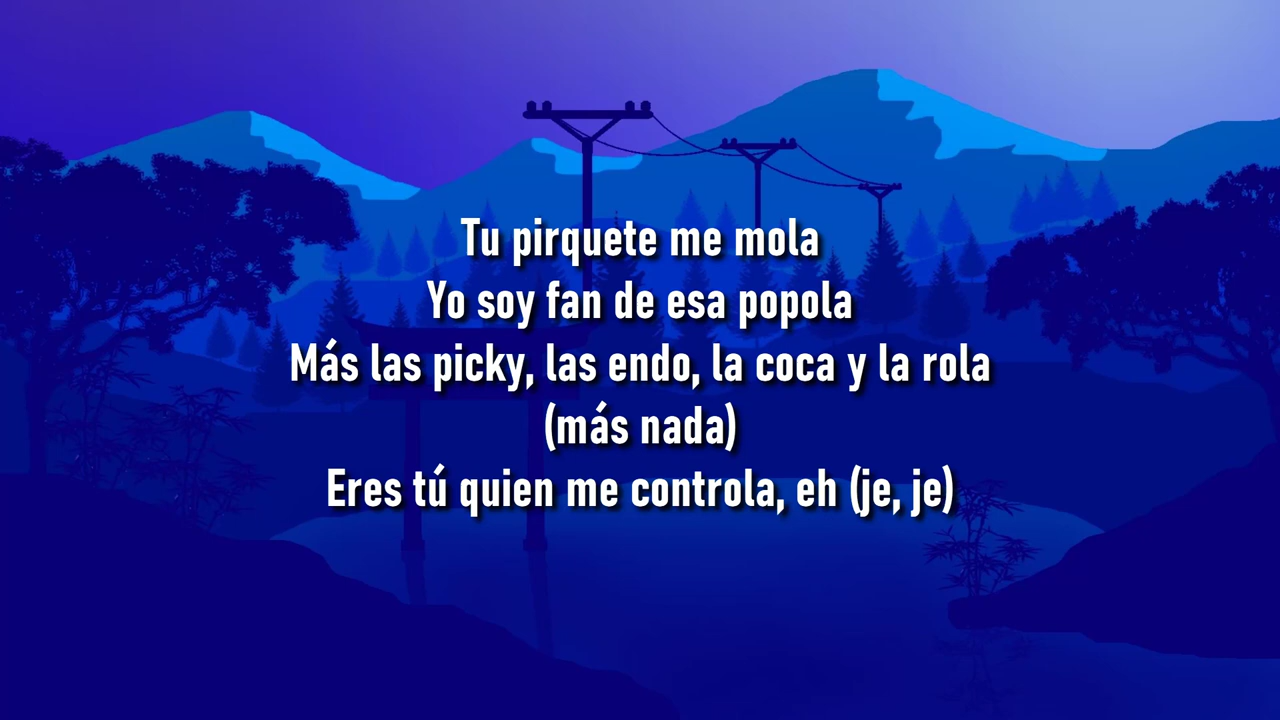 Tu pirquete me mola
Yo soy fan de esa popola
Más las picky, las endo, la coca y la rola
(más nada)
Eres tú quien me controla, eh (je, je)